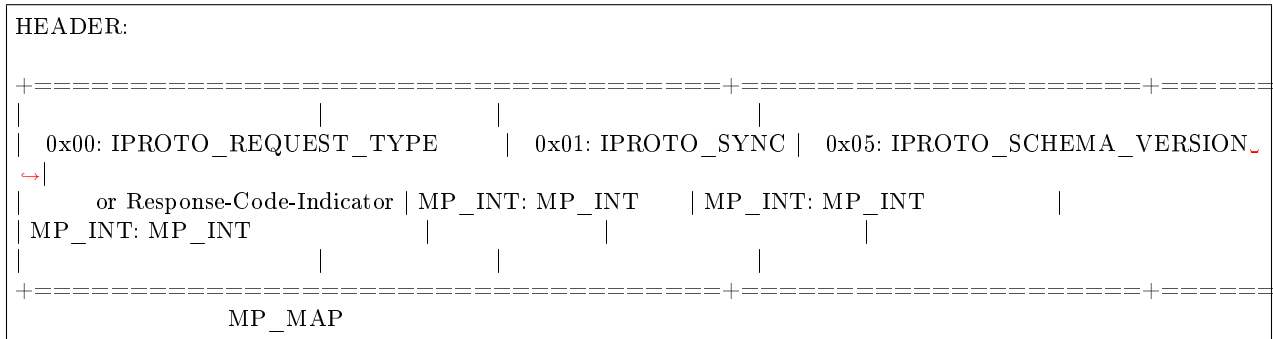 HEADER:
+====================================+=====================+======
| | | |
| 0x00: IPROTO_REQUEST_TYPE | 0x01: IPROTO_SYNC | 0x05: IPROTO_SCHEMA_VERSION␣
↪|
| or Response-Code-Indicator | MP_INT: MP_INT | MP_INT: MP_INT |
| MP_INT: MP_INT | | |
| | | |
+====================================+=====================+======
MP_MAP